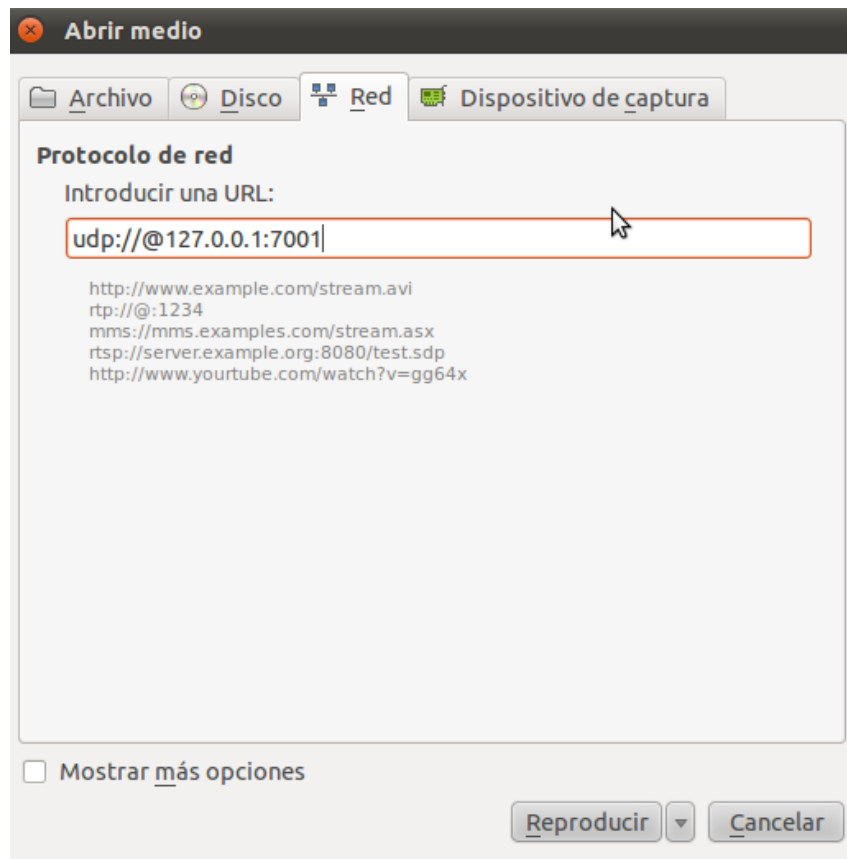 Abrir medio
Archivo Disco Red Dispositivo de captura
Protocolo de red
Introducir una URL:
udp://@127.0.0.1:7001
http://www.example.com/stream.avi
rtp://@:1234
mms://mms.examples.com/stream.asx
rtsp://server.example.org:8080/test.sdp
http://www.yourtube.com/watch?v=gg64x
Mostrar más opciones
Reproducir Cancelar